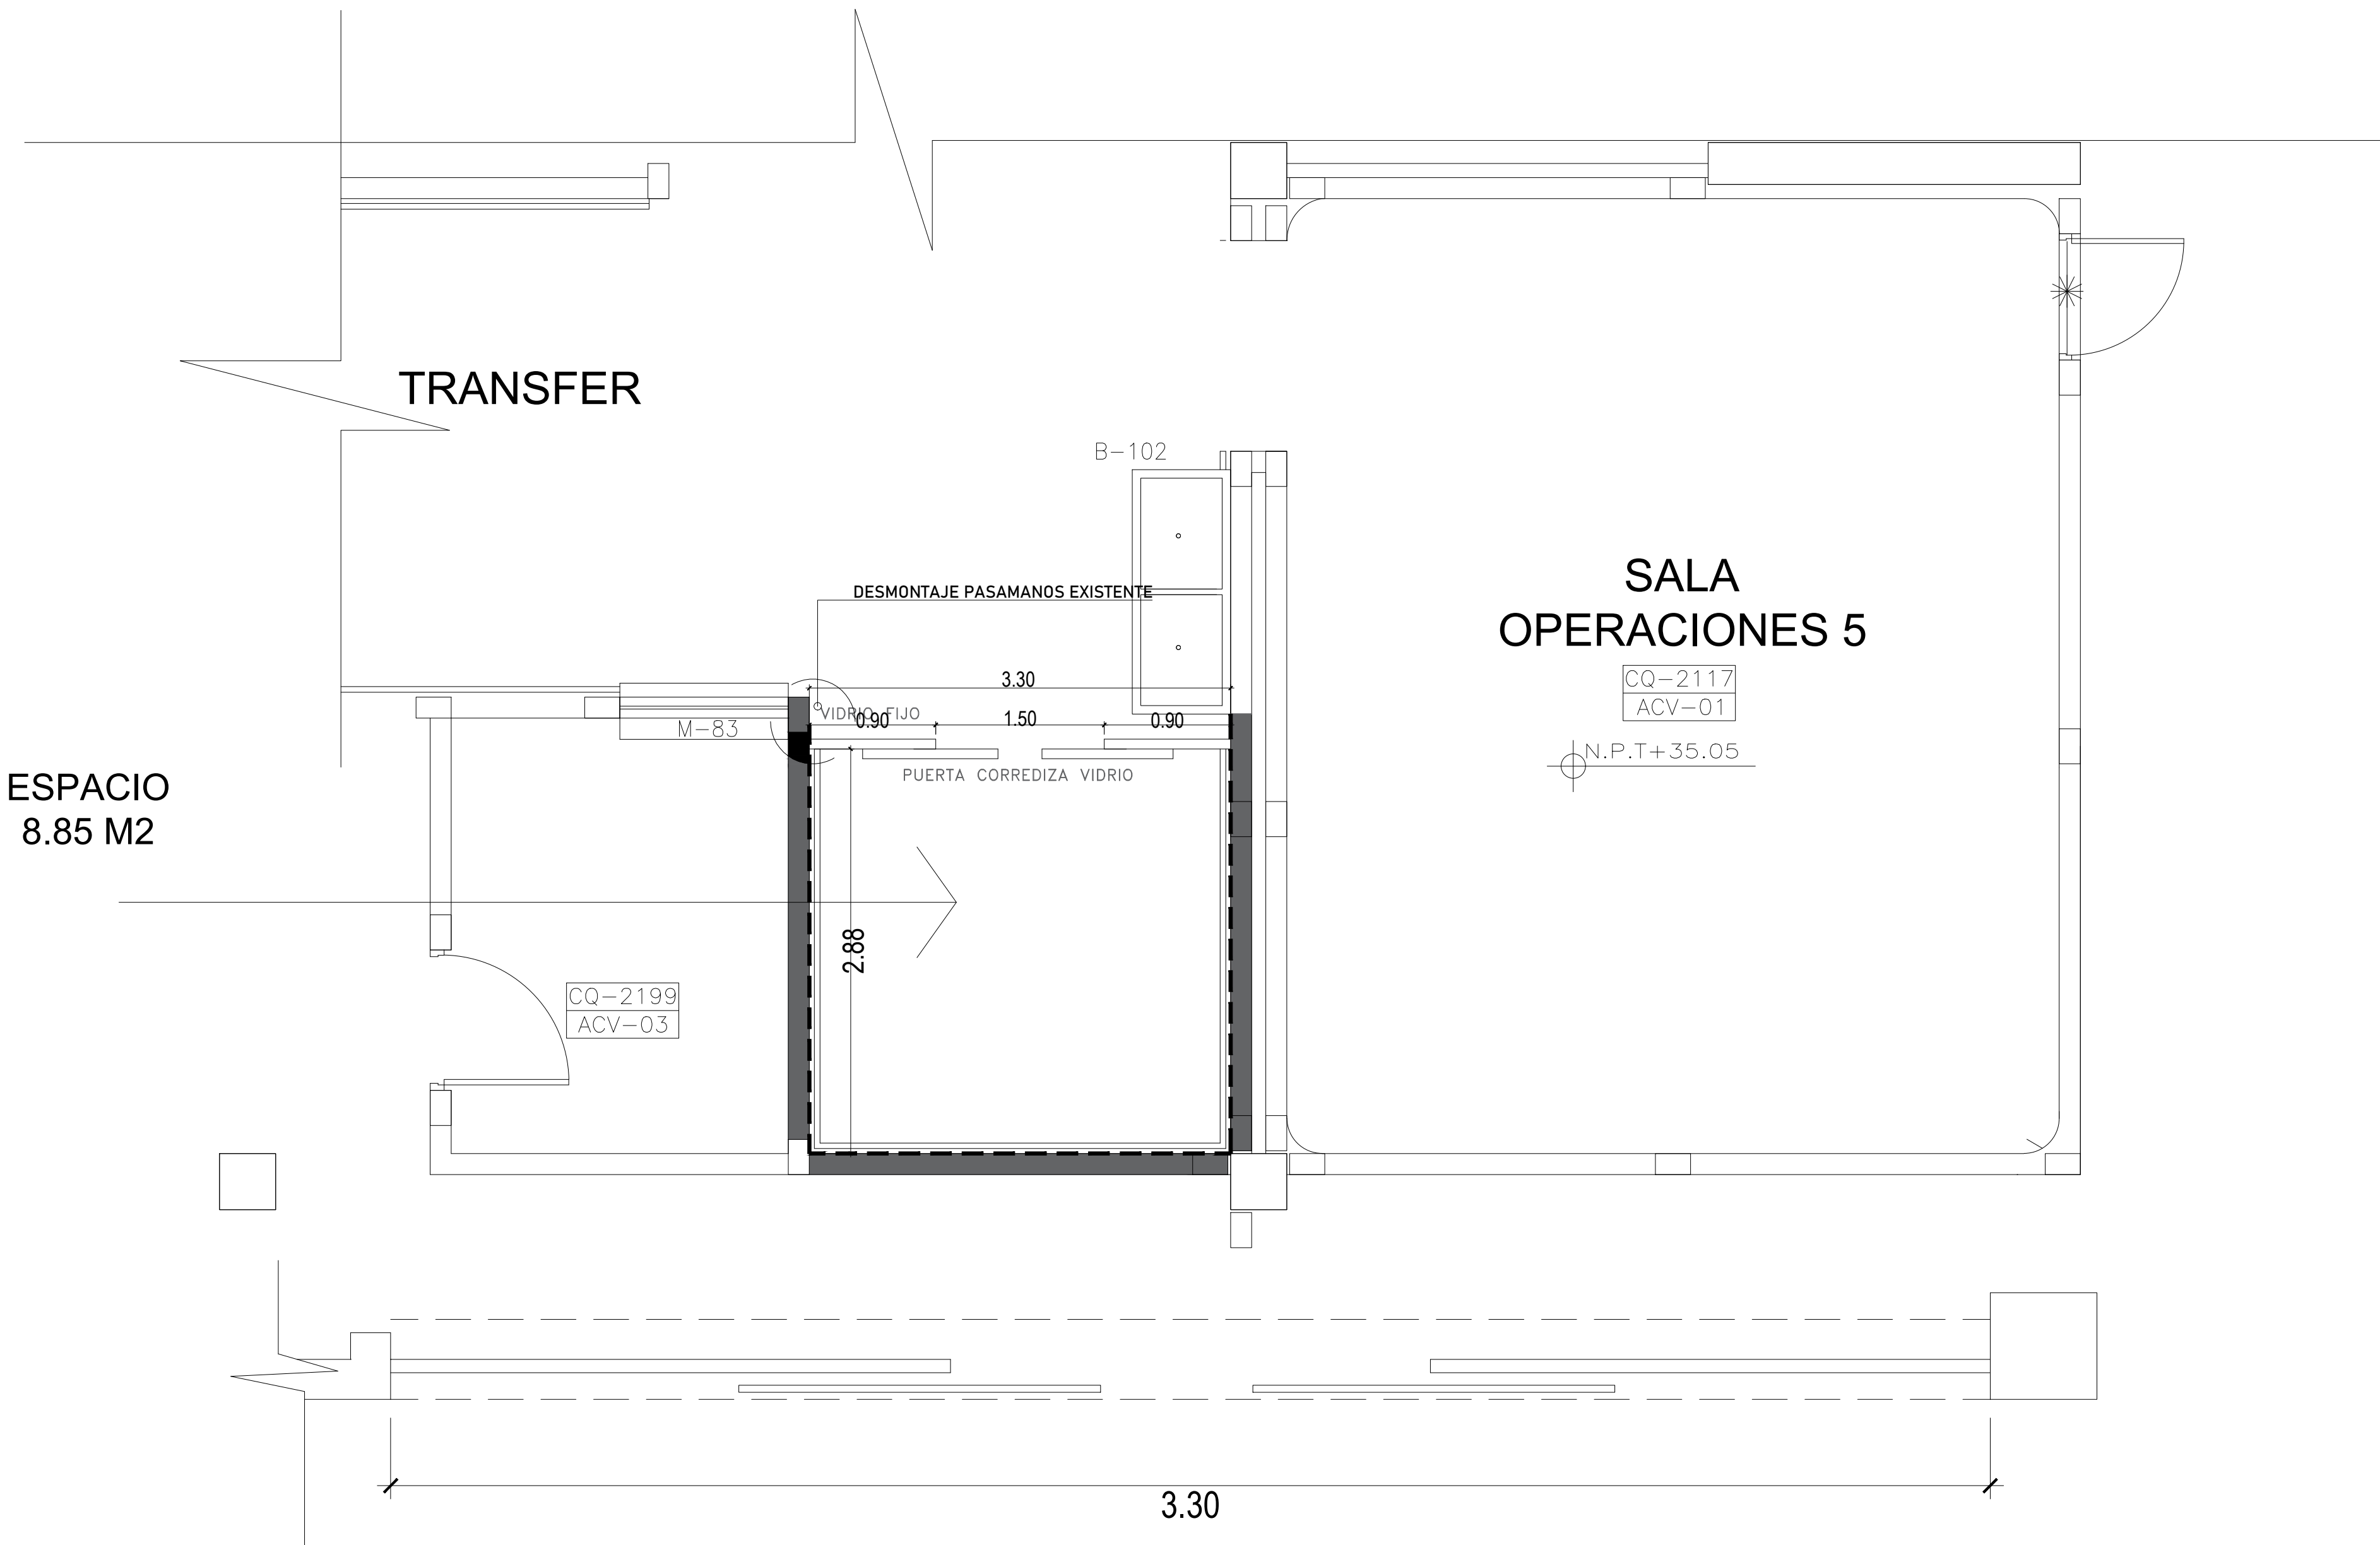 TRANSFER
B-102
DESMONTAJE PASAMANOS EXISTENTE
SALA
OPERACIONES 5
CQ-2117
ACV-01
N.P.T+35.05
3.30
VIDRIO FIJO
0.90
1.50
0.90
M-83
PUERTA CORREDIZA VIDRIO
ESPACIO
8.85 M2
2.88
CQ-2199
ACV-03
3.30